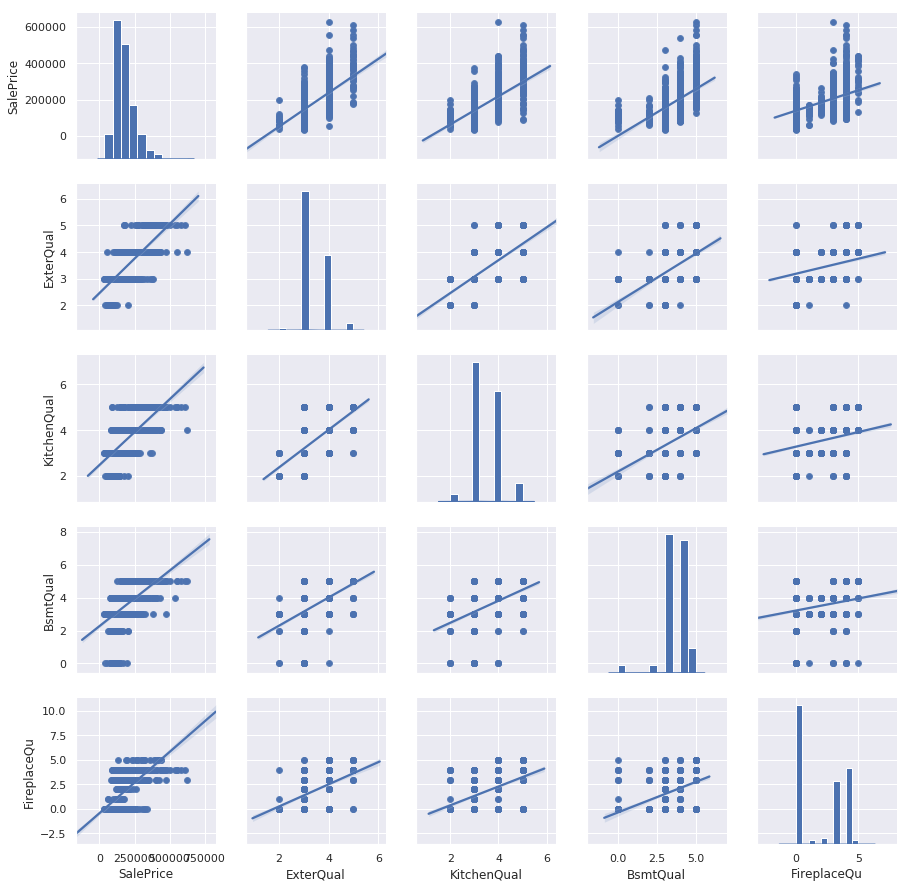 600000
400000
200000
0
SalePrice
6
5
4
3
2
ExterQual
6
4
2
KitchenQual
8
6
4
2
0
BsmtQual
10.0
7.5
5.0
2.5
0.0
−2.5
FireplaceQu
0 250000 500000 750000
2 4 6
2 4 6
0.0 2.5 5.0
0 5
SalePrice ExterQual KitchenQual BsmtQual FireplaceQu